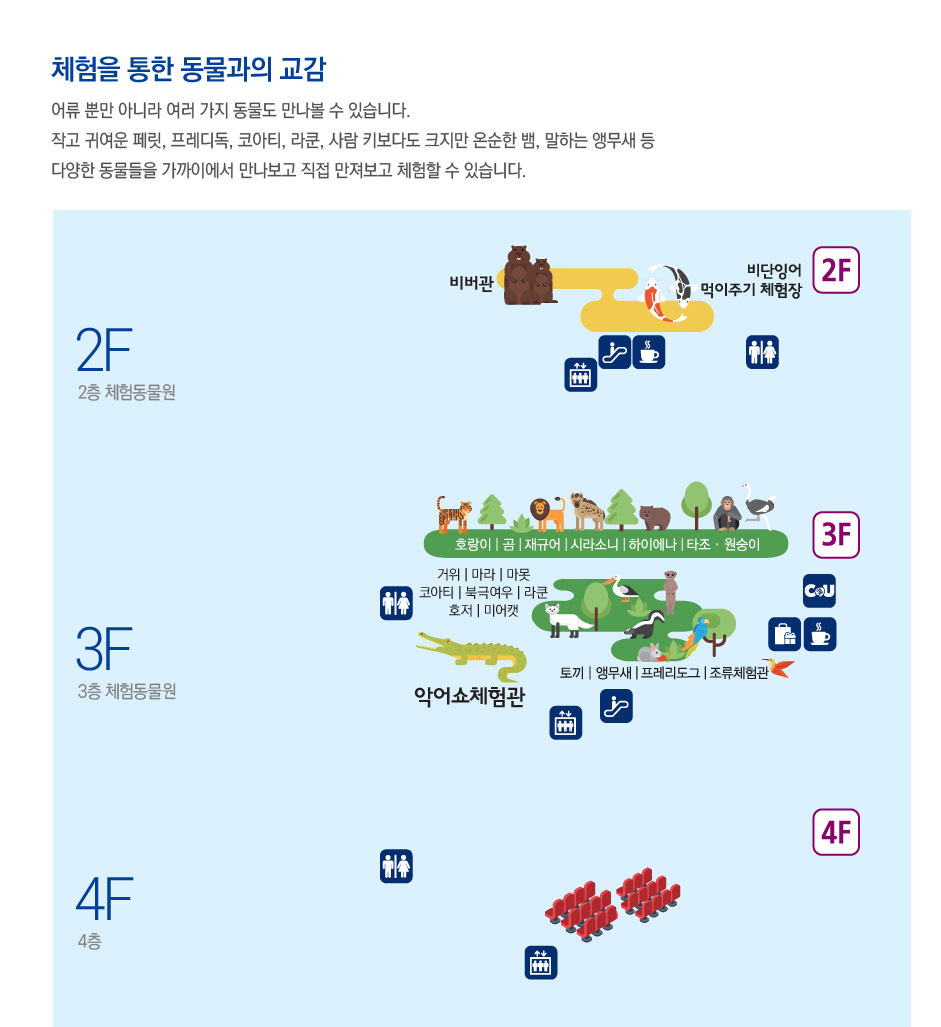 체험을 통한 동물과의 교감
어류 뿐만 아니라 여러 가지 동물도 만나볼 수 있습니다.
작고 귀여운 페릿, 프레디독, 코아티, 라쿤, 사람 키보다도 크지만 온순한 뱀, 말하는 앵무새 등
다양한 동물들을 가까이에서 만나보고 직접 만져보고 체험할 수 있습니다.
2F
2층 체험동물원
비버관
비단잉어
먹이주기 체험장
2F
3F
3층 체험동물원
호랑이 | 곰 | 재규어 | 시라소니 | 하이에나 | 타조 · 원숭이
3F
거위 | 마라 | 마못
코아티 | 북극여우 | 라쿤
호저 | 미어캣
CU
토끼 | 앵무새 | 프레리도그 | 조류체험관
악어쇼체험관
4F
4층
4F